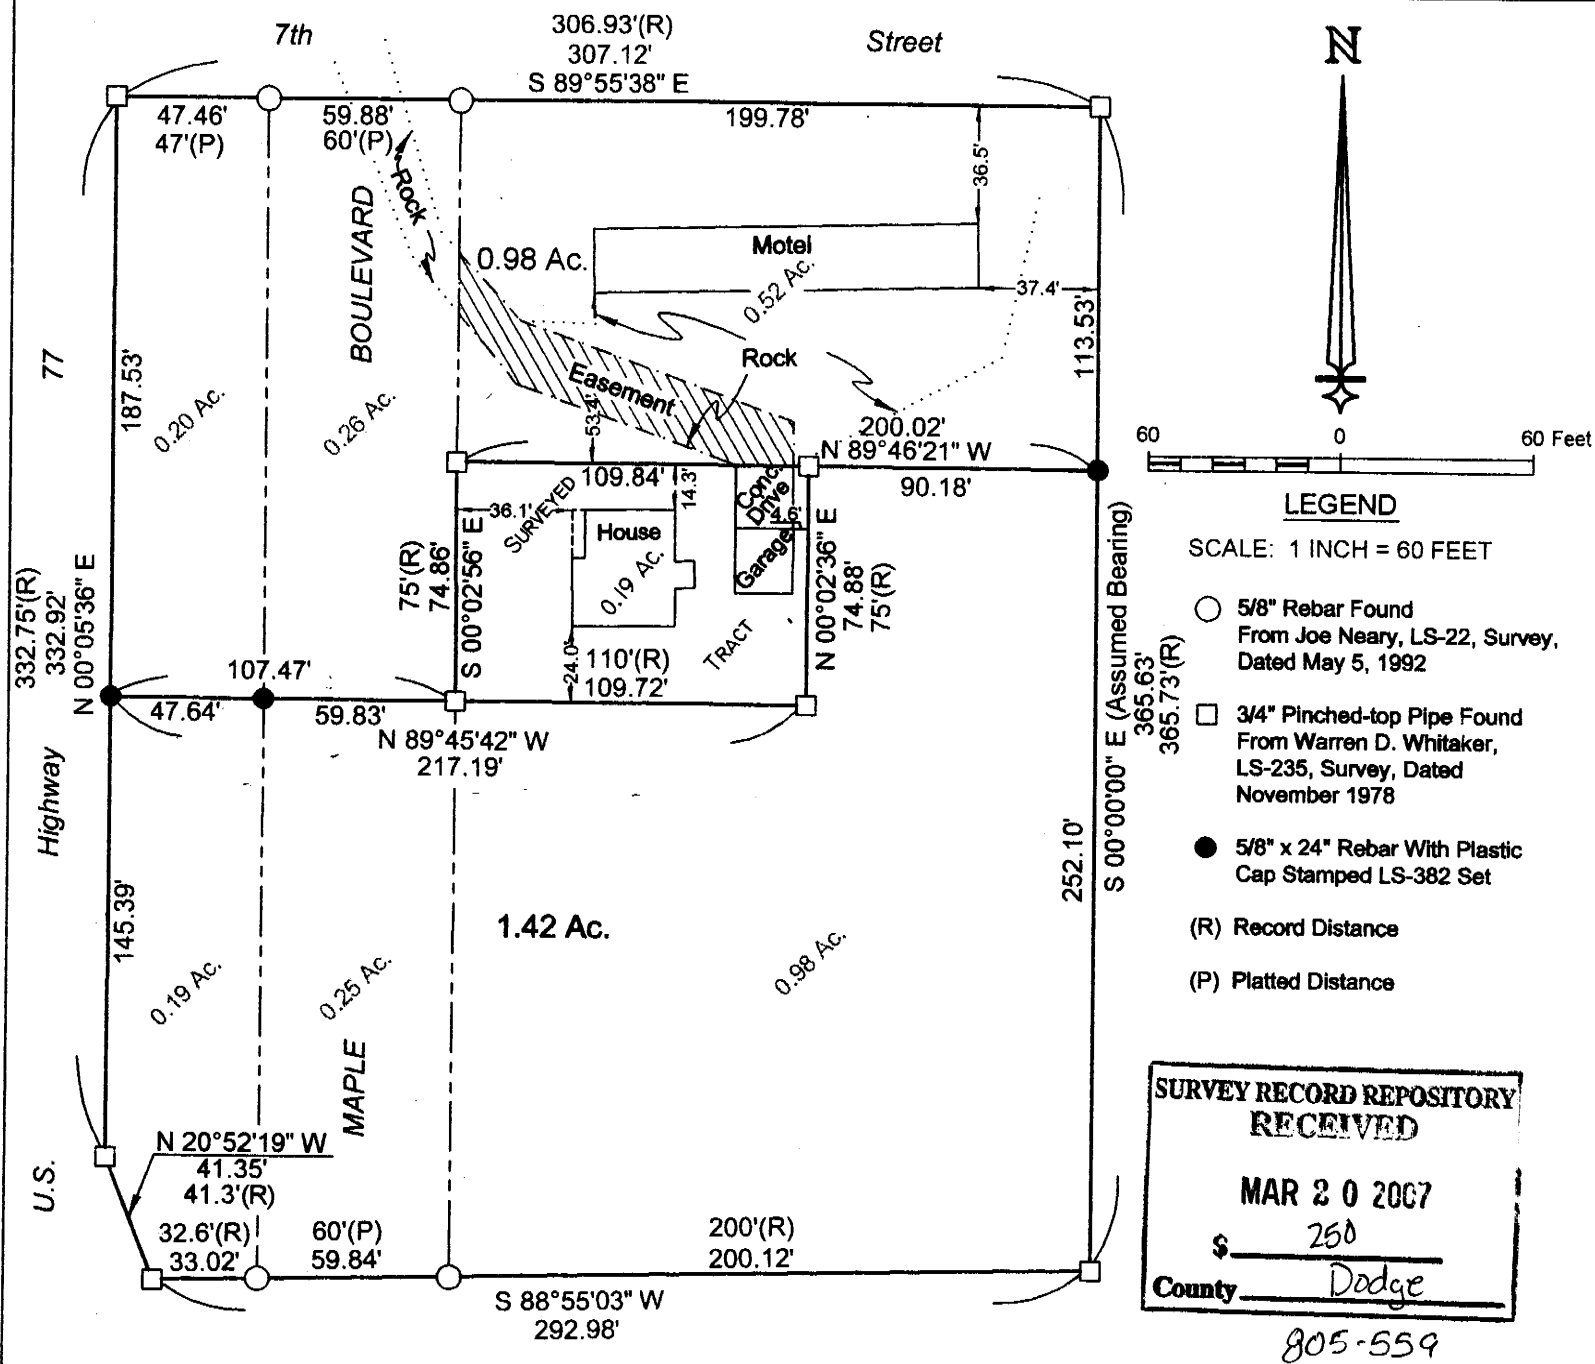 7th
306.93'(R)
307.12'
S 89°55'38" E
Street
N
47.46'
47'(P)
59.88'
60'(P)
199.78'
36.5'
Rock
BOULEVARD
0.98 Ac.
Motel
0.52 Ac.
37.4'
113.53'
77
187.53'
0.20 Ac.
0.26 Ac.
Rock
Easement
53.4'
200.02'
N 89°46'21" W
90.18'
60 0 60 Feet
109.84'
14.3'
Conc.
Drive
4.6'
Garage
36.1'
SURVEYED
House
0.19 Ac.
TRACT
24.0'
75'(R)
74.86'
S 00°02'56" E
N 00°02'36" E
74.88'
75'(R)
110'(R)
109.72'
332.75'(R)
332.92'
N 00°05'36" E
107.47'
47.64'
59.83'
N 89°45'42" W
217.19'
S 00°00'00" E (Assumed Bearing)
365.63'
365.73'(R)
252.10'
Highway
145.39'
1.42 Ac.
0.98 Ac.
0.19 Ac.
0.25 Ac.
MAPLE
U.S.
N 20°52'19" W
41.35'
41.3'(R)
32.6'(R)
33.02'
60'(P)
59.84'
200'(R)
200.12'
S 88°55'03" W
292.98'
LEGEND
SCALE: 1 INCH = 60 FEET
5/8" Rebar Found
From Joe Neary, LS-22, Survey,
Dated May 5, 1992
3/4" Pinched-top Pipe Found
From Warren D. Whitaker,
LS-235, Survey, Dated
November 1978
5/8" x 24" Rebar With Plastic
Cap Stamped LS-382 Set
(R) Record Distance
(P) Platted Distance
SURVEY RECORD REPOSITORY
RECEIVED
MAR 20 2007
$ 250
County Dodge
805-559